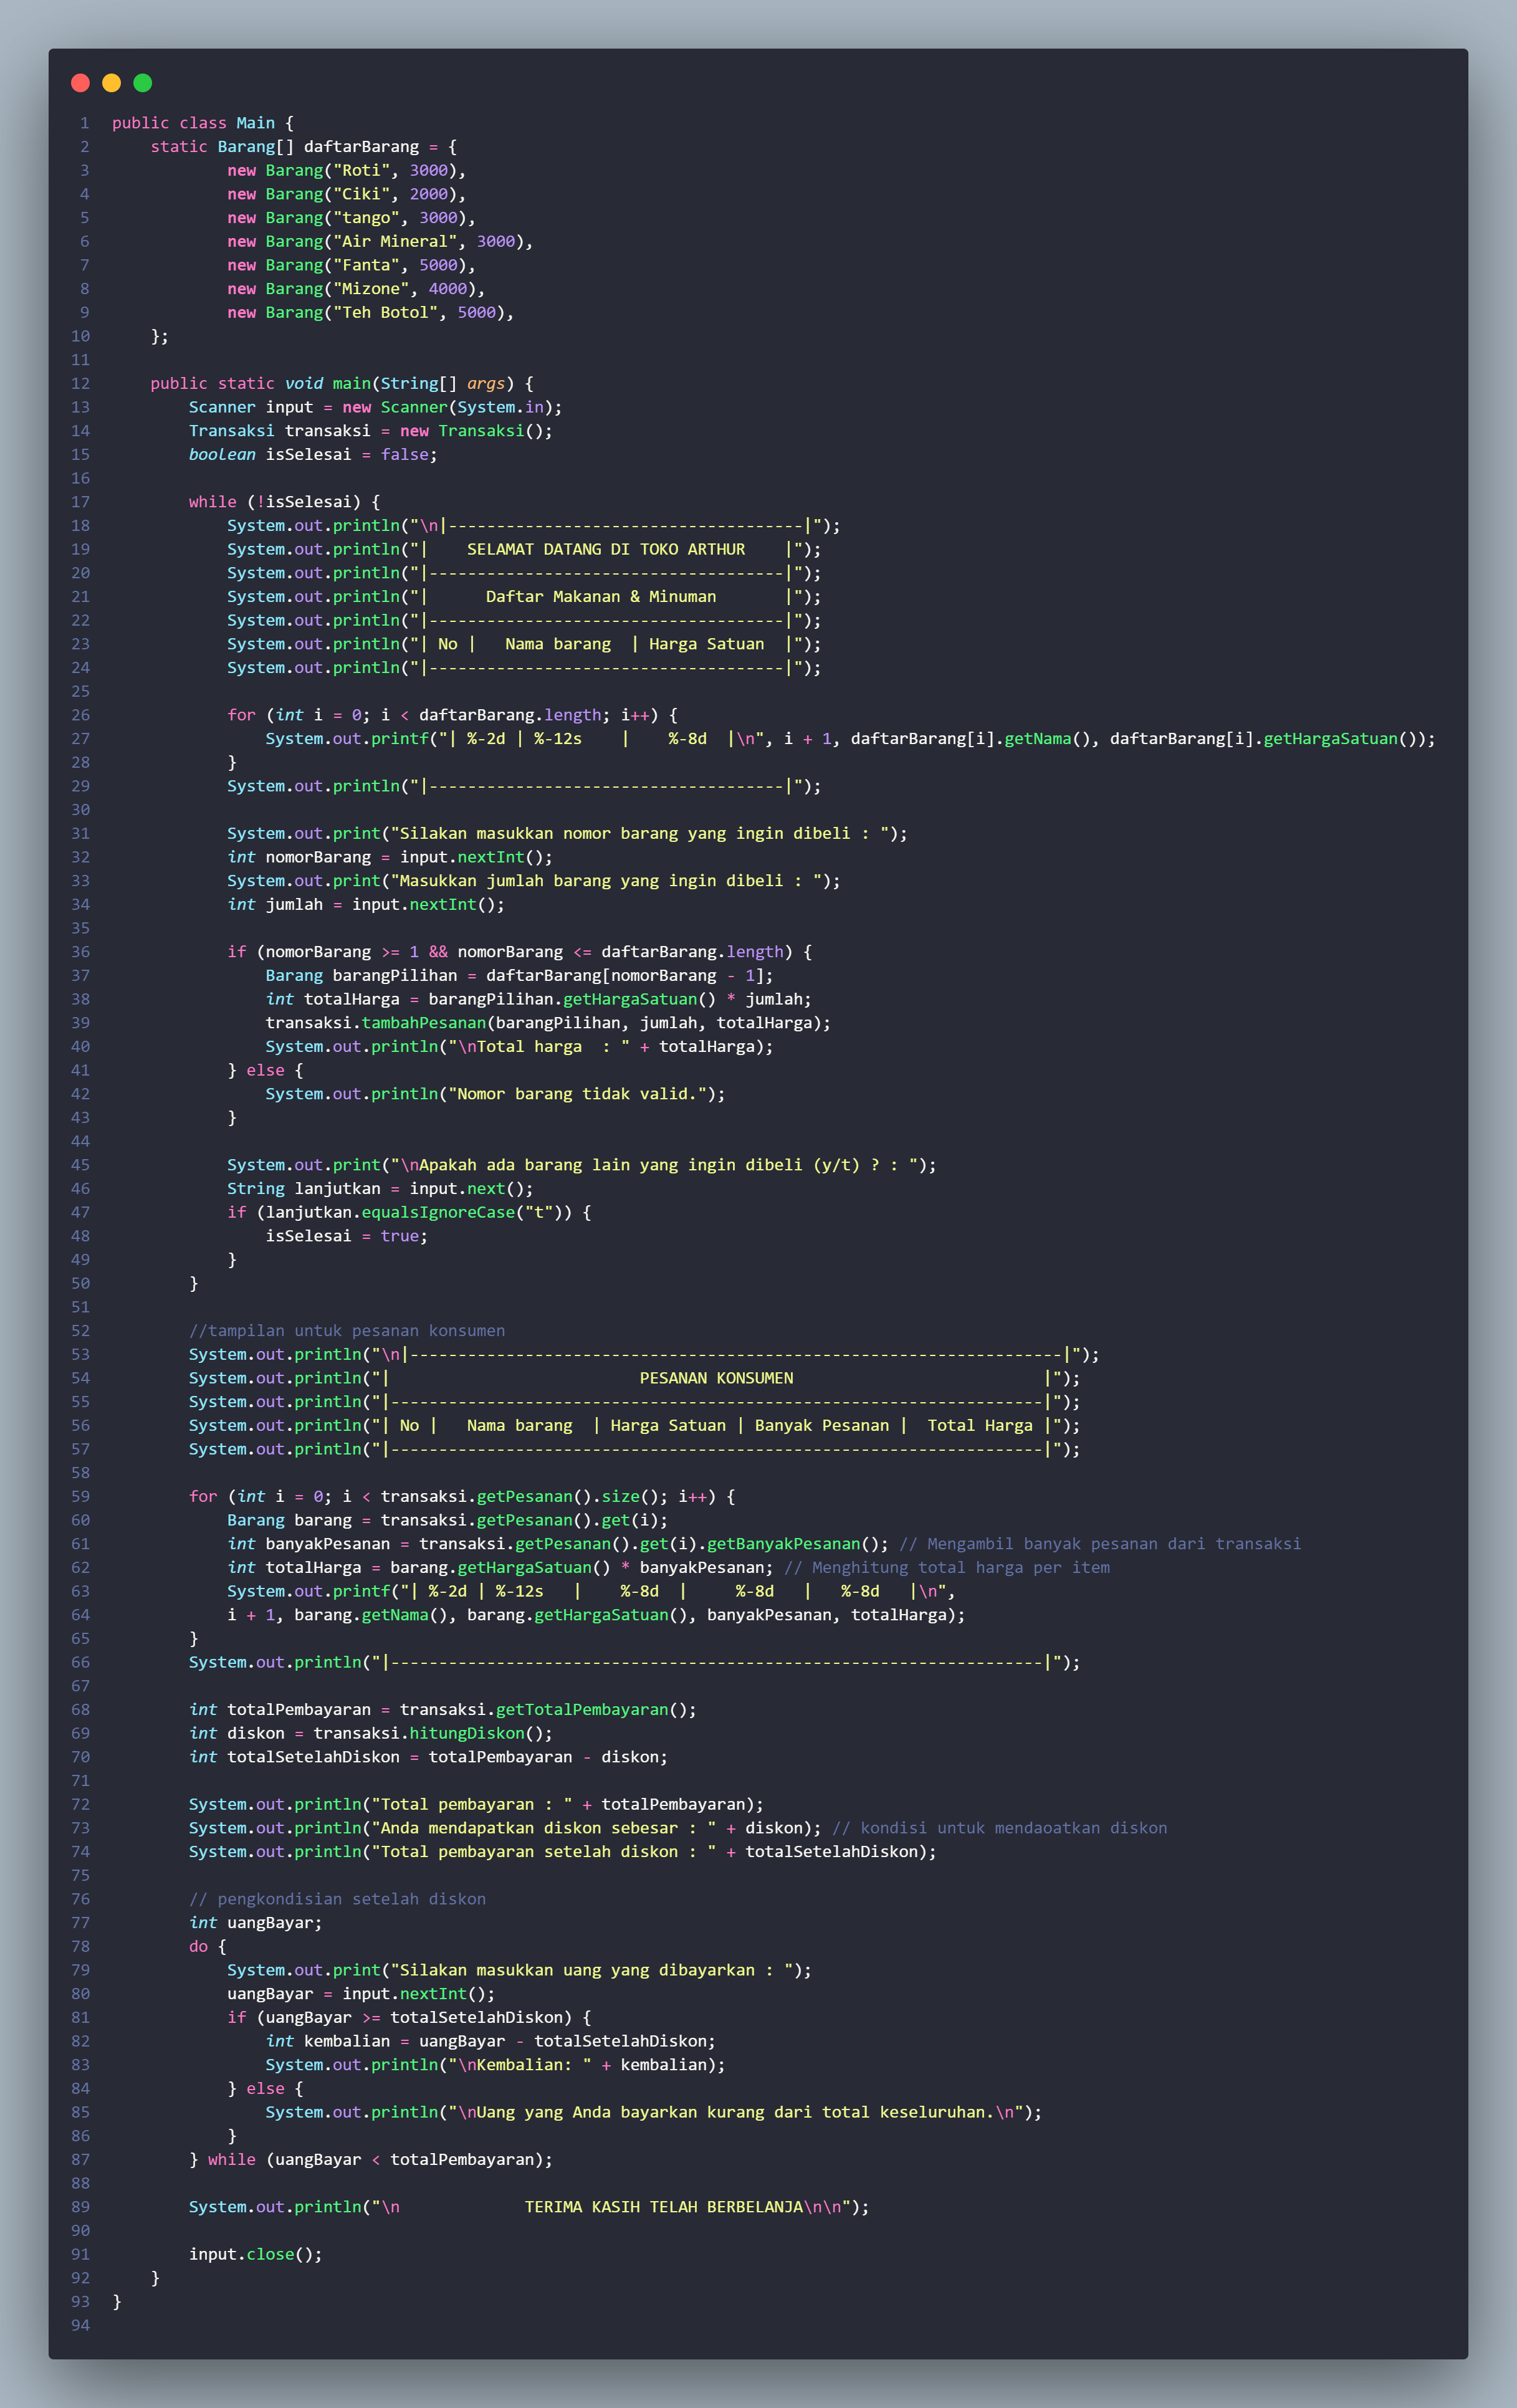 1 public class Main {
2     static Barang[] daftarBarang = {
3             new Barang("Roti", 3000),
4             new Barang("Ciki", 2000),
5             new Barang("tango", 3000),
6             new Barang("Air Mineral", 3000),
7             new Barang("Fanta", 5000),
8             new Barang("Mizone", 4000),
9             new Barang("Teh Botol", 5000),
10     };
11
12     public static void main(String[] args) {
13         Scanner input = new Scanner(System.in);
14         Transaksi transaksi = new Transaksi();
15         boolean isSelesai = false;
16
17         while (!isSelesai) {
18             System.out.println("\n|-------------------------------------|");
19             System.out.println("|    SELAMAT DATANG DI TOKO ARTHUR    |");
20             System.out.println("|-------------------------------------|");
21             System.out.println("|      Daftar Makanan & Minuman       |");
22             System.out.println("|-------------------------------------|");
23             System.out.println("| No |   Nama barang  | Harga Satuan  |");
24             System.out.println("|-------------------------------------|");
25
26             for (int i = 0; i < daftarBarang.length; i++) {
27                 System.out.printf("| %-2d | %-12s    |    %-8d  |\n", i + 1, daftarBarang[i].getNama(), daftarBarang[i].getHargaSatuan());
28             }
29             System.out.println("|-------------------------------------|");
30
31             System.out.print("Silakan masukkan nomor barang yang ingin dibeli : ");
32             int nomorBarang = input.nextInt();
33             System.out.print("Masukkan jumlah barang yang ingin dibeli : ");
34             int jumlah = input.nextInt();
35
36             if (nomorBarang >= 1 && nomorBarang <= daftarBarang.length) {
37                 Barang barangPilihan = daftarBarang[nomorBarang - 1];
38                 int totalHarga = barangPilihan.getHargaSatuan() * jumlah;
39                 transaksi.tambahPesanan(barangPilihan, jumlah, totalHarga);
40                 System.out.println("\nTotal harga  : " + totalHarga);
41             } else {
42                 System.out.println("Nomor barang tidak valid.");
43             }
44
45             System.out.print("\nApakah ada barang lain yang ingin dibeli (y/t) ? : ");
46             String lanjutkan = input.next();
47             if (lanjutkan.equalsIgnoreCase("t")) {
48                 isSelesai = true;
49             }
50         }
51
52         //tampilan untuk pesanan konsumen
53         System.out.println("\n|--------------------------------------------------------------------|");
54         System.out.println("|                          PESANAN KONSUMEN                          |");
55         System.out.println("|--------------------------------------------------------------------|");
56         System.out.println("| No |   Nama barang  | Harga Satuan | Banyak Pesanan |  Total Harga |");
57         System.out.println("|--------------------------------------------------------------------|");
58
59         for (int i = 0; i < transaksi.getPesanan().size(); i++) {
60             Barang barang = transaksi.getPesanan().get(i);
61             int banyakPesanan = transaksi.getPesanan().get(i).getBanyakPesanan(); // Mengambil banyak pesanan dari transaksi
62             int totalHarga = barang.getHargaSatuan() * banyakPesanan; // Menghitung total harga per item
63             System.out.printf("| %-2d | %-12s   |    %-8d  |     %-8d   |   %-8d   |\n",
64             i + 1, barang.getNama(), barang.getHargaSatuan(), banyakPesanan, totalHarga);
65         }
66         System.out.println("|--------------------------------------------------------------------|");
67
68         int totalPembayaran = transaksi.getTotalPembayaran();
69         int diskon = transaksi.hitungDiskon();
70         int totalSetelahDiskon = totalPembayaran - diskon;
71
72         System.out.println("Total pembayaran : " + totalPembayaran);
73         System.out.println("Anda mendapatkan diskon sebesar : " + diskon); // kondisi untuk mendaoatkan diskon
74         System.out.println("Total pembayaran setelah diskon : " + totalSetelahDiskon);
75
76         // pengkondisian setelah diskon
77         int uangBayar;
78         do {
79             System.out.print("Silakan masukkan uang yang dibayarkan : ");
80             uangBayar = input.nextInt();
81             if (uangBayar >= totalSetelahDiskon) {
82                 int kembalian = uangBayar - totalSetelahDiskon;
83                 System.out.println("\nKembalian: " + kembalian);
84             } else {
85                 System.out.println("\nUang yang Anda bayarkan kurang dari total keseluruhan.\n");
86             }
87         } while (uangBayar < totalPembayaran);
88
89         System.out.println("\n             TERIMA KASIH TELAH BERBELANJA\n\n");
90
91         input.close();
92     }
93 }
94